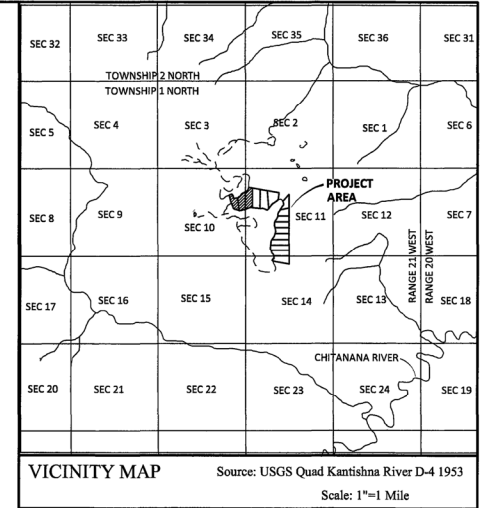 SEC 32 SEC 33 SEC 34 SEC 35 SEC 36 SEC 31
TOWNSHIP 2 NORTH
TOWNSHIP 1 NORTH
SEC 5 SEC 4 SEC 3 SEC 2 SEC 1 SEC 6
PROJECT
AREA
SEC 8 SEC 9 SEC 10 SEC 11 SEC 12 SEC 7
RANGE 21 WEST
RANGE 20 WEST
SEC 17 SEC 16 SEC 15 SEC 14 SEC 13 SEC 18
CHITANANA RIVER
SEC 20 SEC 21 SEC 22 SEC 23 SEC 24 SEC 19
VICINITY MAP Source: USGS Quad Kantishna River D-4 1953
Scale: 1"=1 Mile